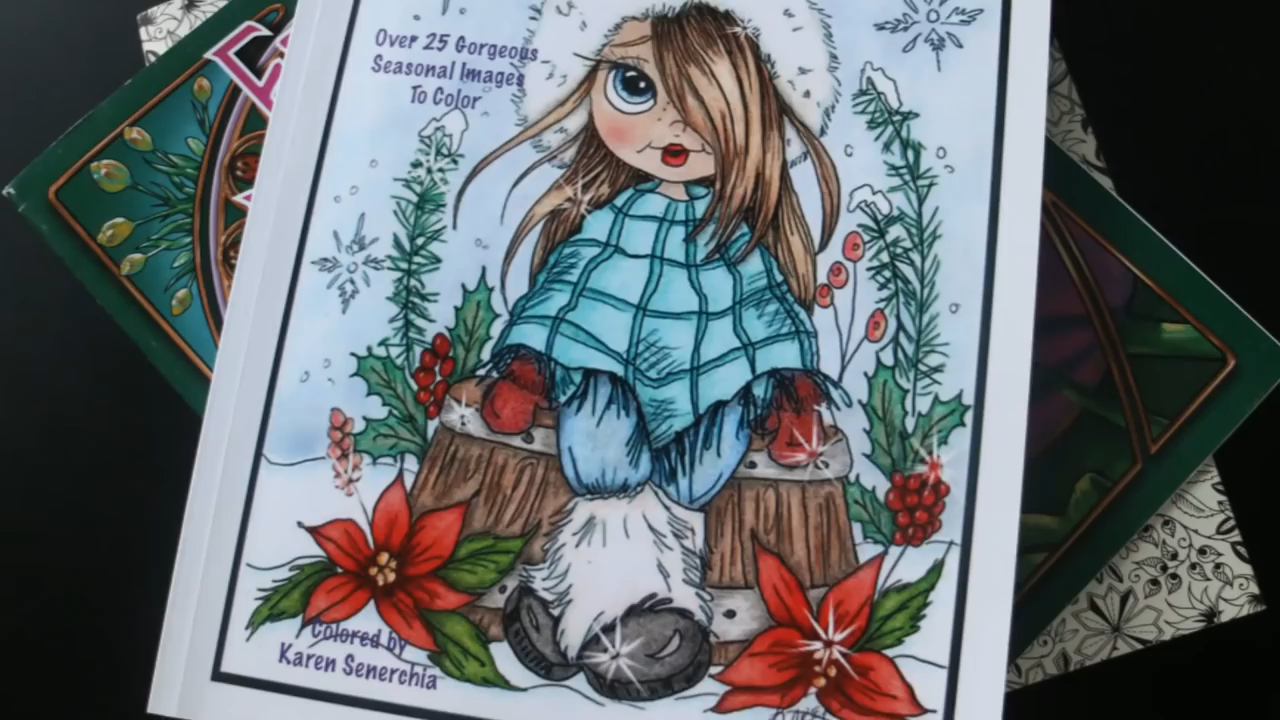 Over 25 Gorgeous
Seasonal Images
To Color
Colored by
Karen Senerchia